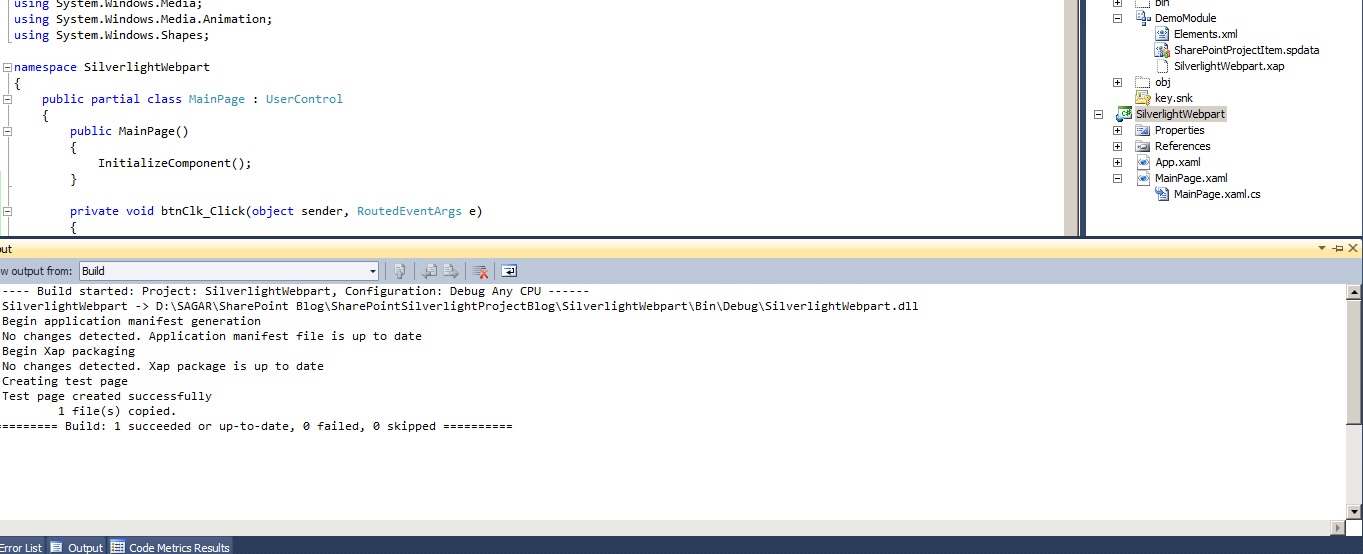 using System.Windows.Media;
using System.Windows.Media.Animation;
using System.Windows.Shapes;
namespace SilverlightWebpart
{
public partial class MainPage : UserControl
{
public MainPage()
{
InitializeComponent();
}
private void btnClk_Click(object sender, RoutedEventArgs e)
{
bin
DemoModule
Elements.xml
SharePointProjectItem.spdata
SilverlightWebpart.xap
obj
key.snk
SilverlightWebpart
Properties
References
App.xaml
MainPage.xaml
MainPage.xaml.cs
out
w output from: Build
---- Build started: Project: SilverlightWebpart, Configuration: Debug Any CPU ------
SilverlightWebpart -> D:\SAGAR\SharePoint Blog\SharePointSilverlightProjectBlog\SilverlightWebpart\Bin\Debug\SilverlightWebpart.dll
Begin application manifest generation
No changes detected. Application manifest file is up to date
Begin Xap packaging
No changes detected. Xap package is up to date
Creating test page
Test page created successfully
1 file(s) copied.
========= Build: 1 succeeded or up-to-date, 0 failed, 0 skipped ==========
Error List Output Code Metrics Results